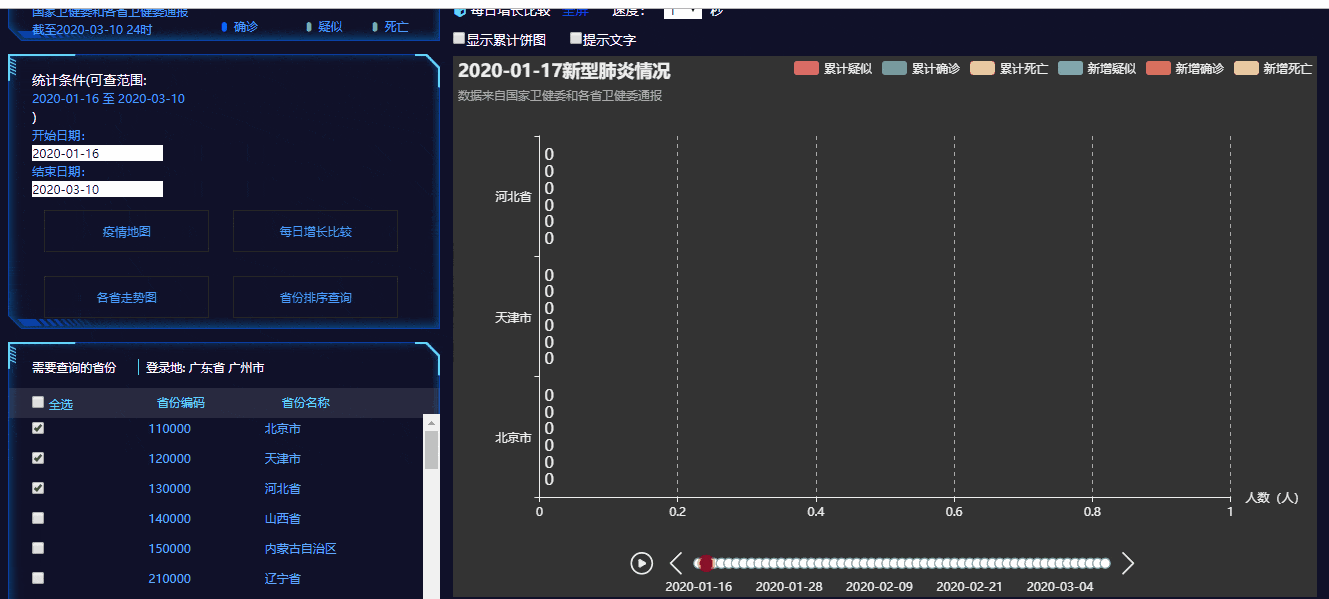 国家卫健委和各省卫健委通报
截至2020-03-10 24时
确诊
疑似
死亡
统计条件(可查范围:
2020-01-16 至 2020-03-10
)
开始日期:
2020-01-16
结束日期:
2020-03-10
疫情地图
每日增长比较
各省走势图
省份排序查询
需要查询的省份
登录地: 广东省 广州市
全选 省份编码 省份名称
110000 北京市
120000 天津市
130000 河北省
140000 山西省
150000 内蒙古自治区
210000 辽宁省
每日增长比较 全屏 速度: 秒
显示累计饼图 提示文字
2020-01-17新型肺炎情况
数据来自国家卫健委和各省卫健委通报
累计疑似 累计确诊 累计死亡 新增疑似 新增确诊 新增死亡
河北省
0
0
0
0
0
0
天津市
0
0
0
0
0
0
北京市
0
0
0
0
0
0
0 0.2 0.4 0.6 0.8 1
人数（人）
2020-01-16 2020-01-28 2020-02-09 2020-02-21 2020-03-04